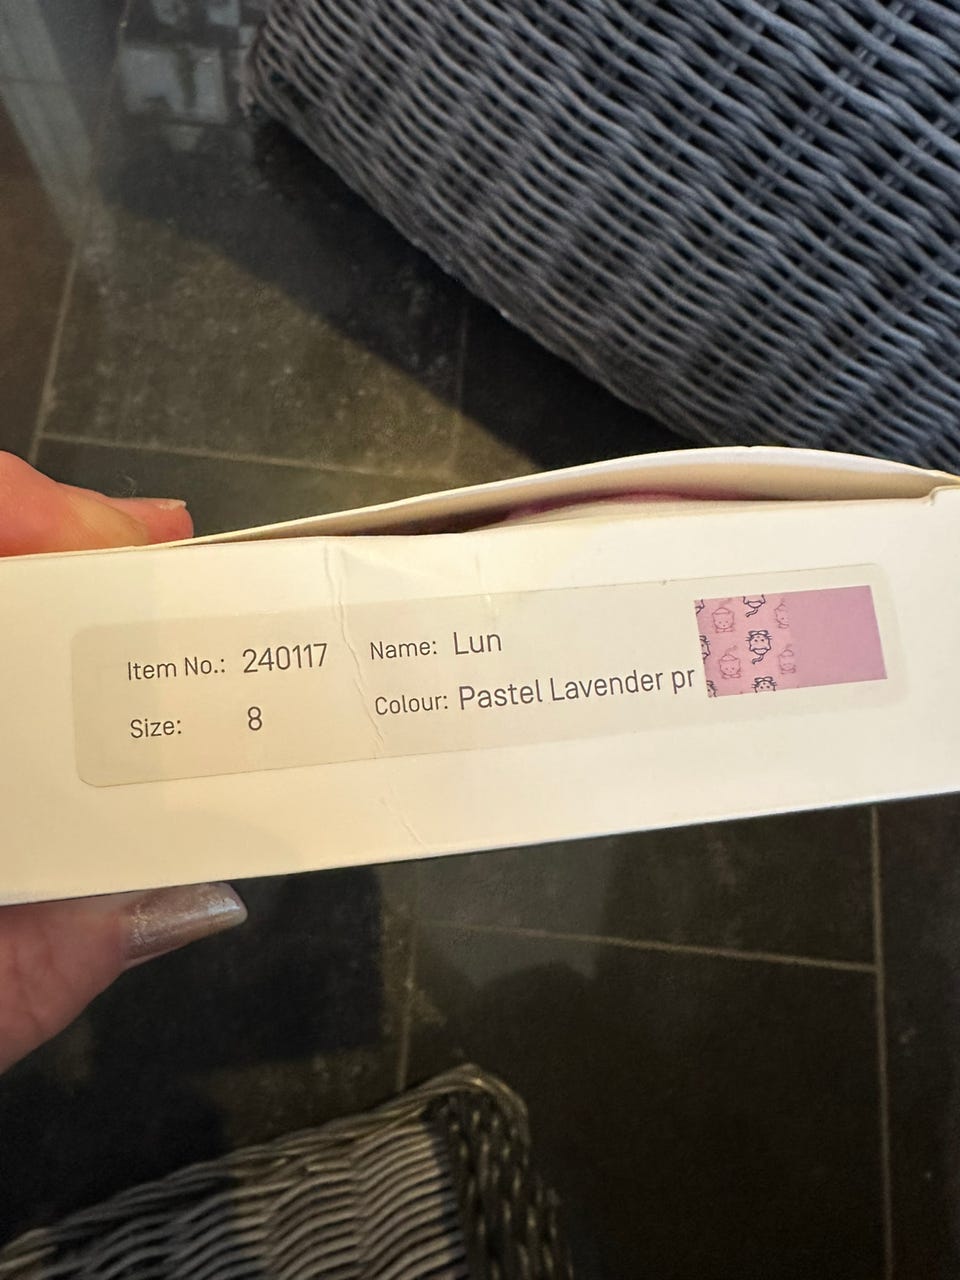 Item No.: 240117 Name: Lun
Size: 8 Colour: Pastel Lavender pr